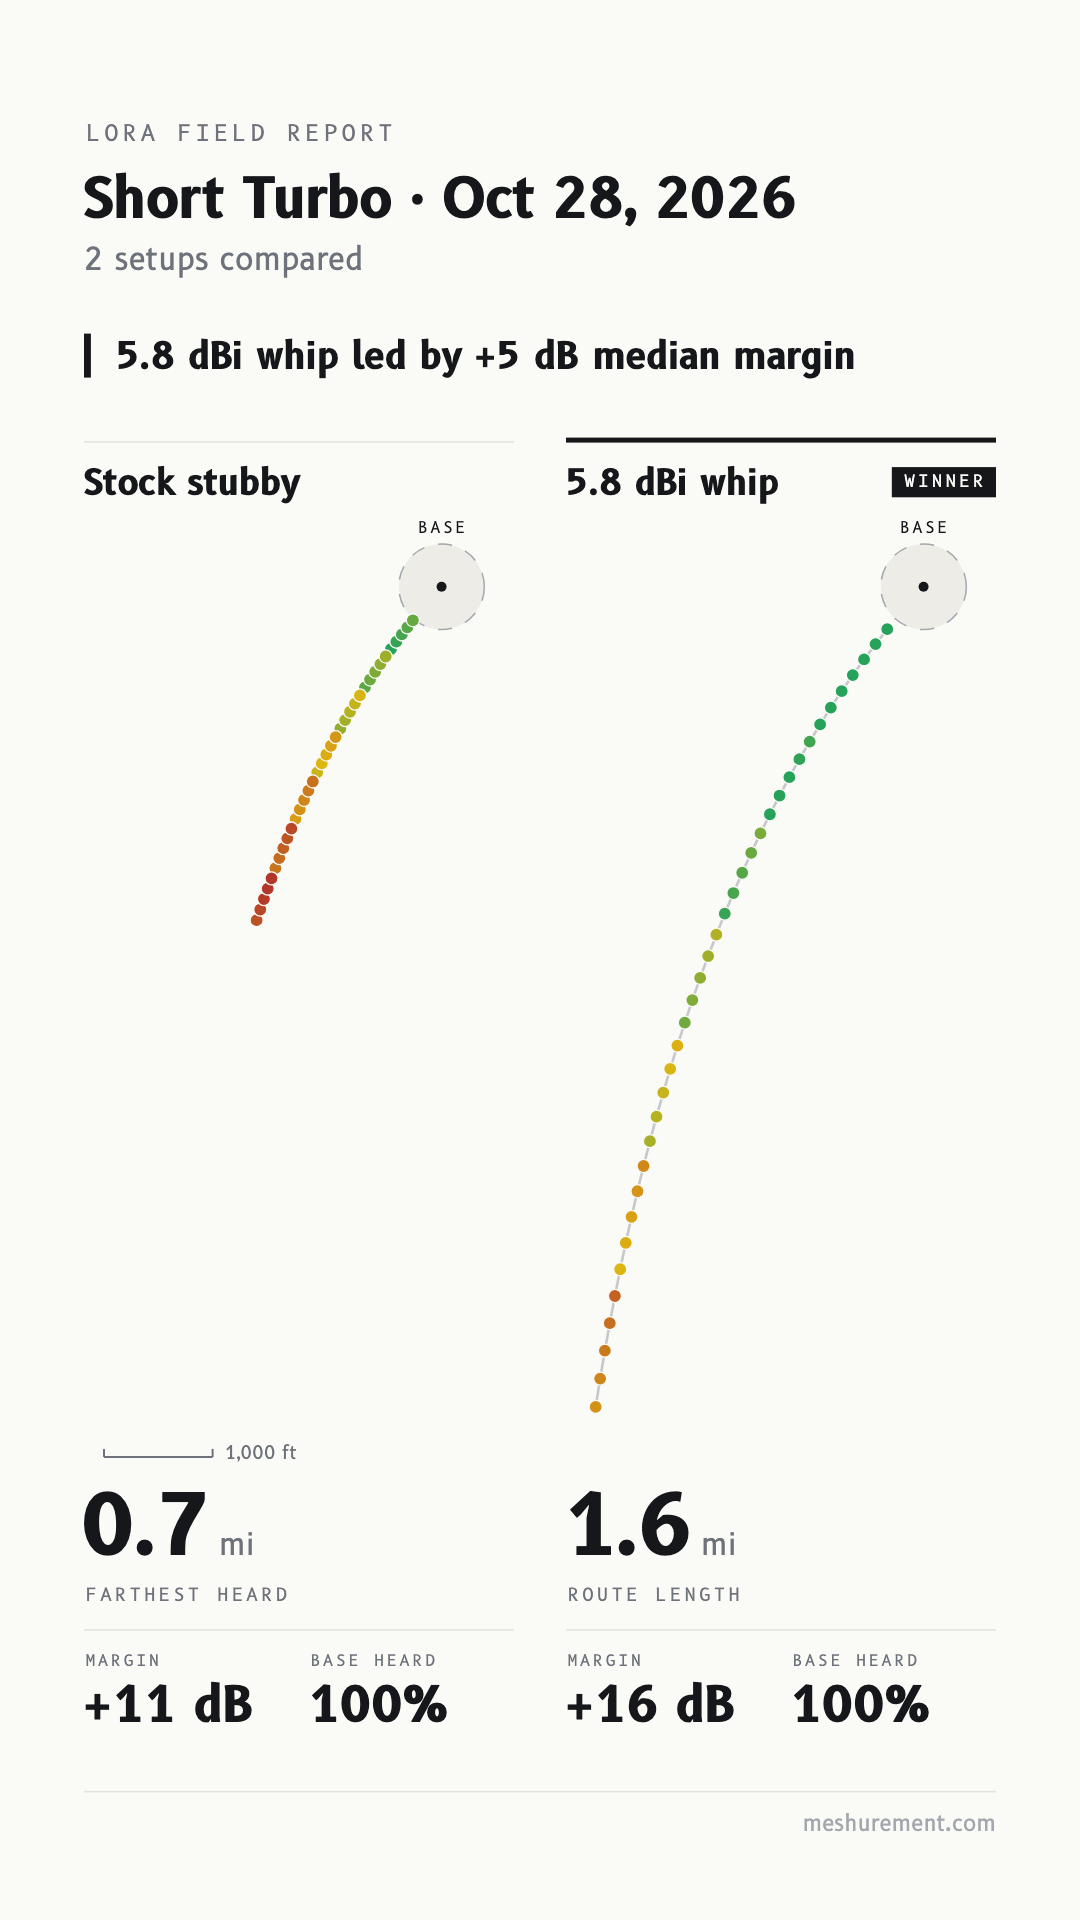 LORA FIELD REPORT
Short Turbo · Oct 28, 2026
2 setups compared
5.8 dBi whip led by +5 dB median margin
Stock stubby
BASE
5.8 dBi whip
WINNER
BASE
1,000 ft
0.7 mi
FARTHEST HEARD
MARGIN
+11 dB
BASE HEARD
100%
1.6 mi
ROUTE LENGTH
MARGIN
+16 dB
BASE HEARD
100%
meshurement.com